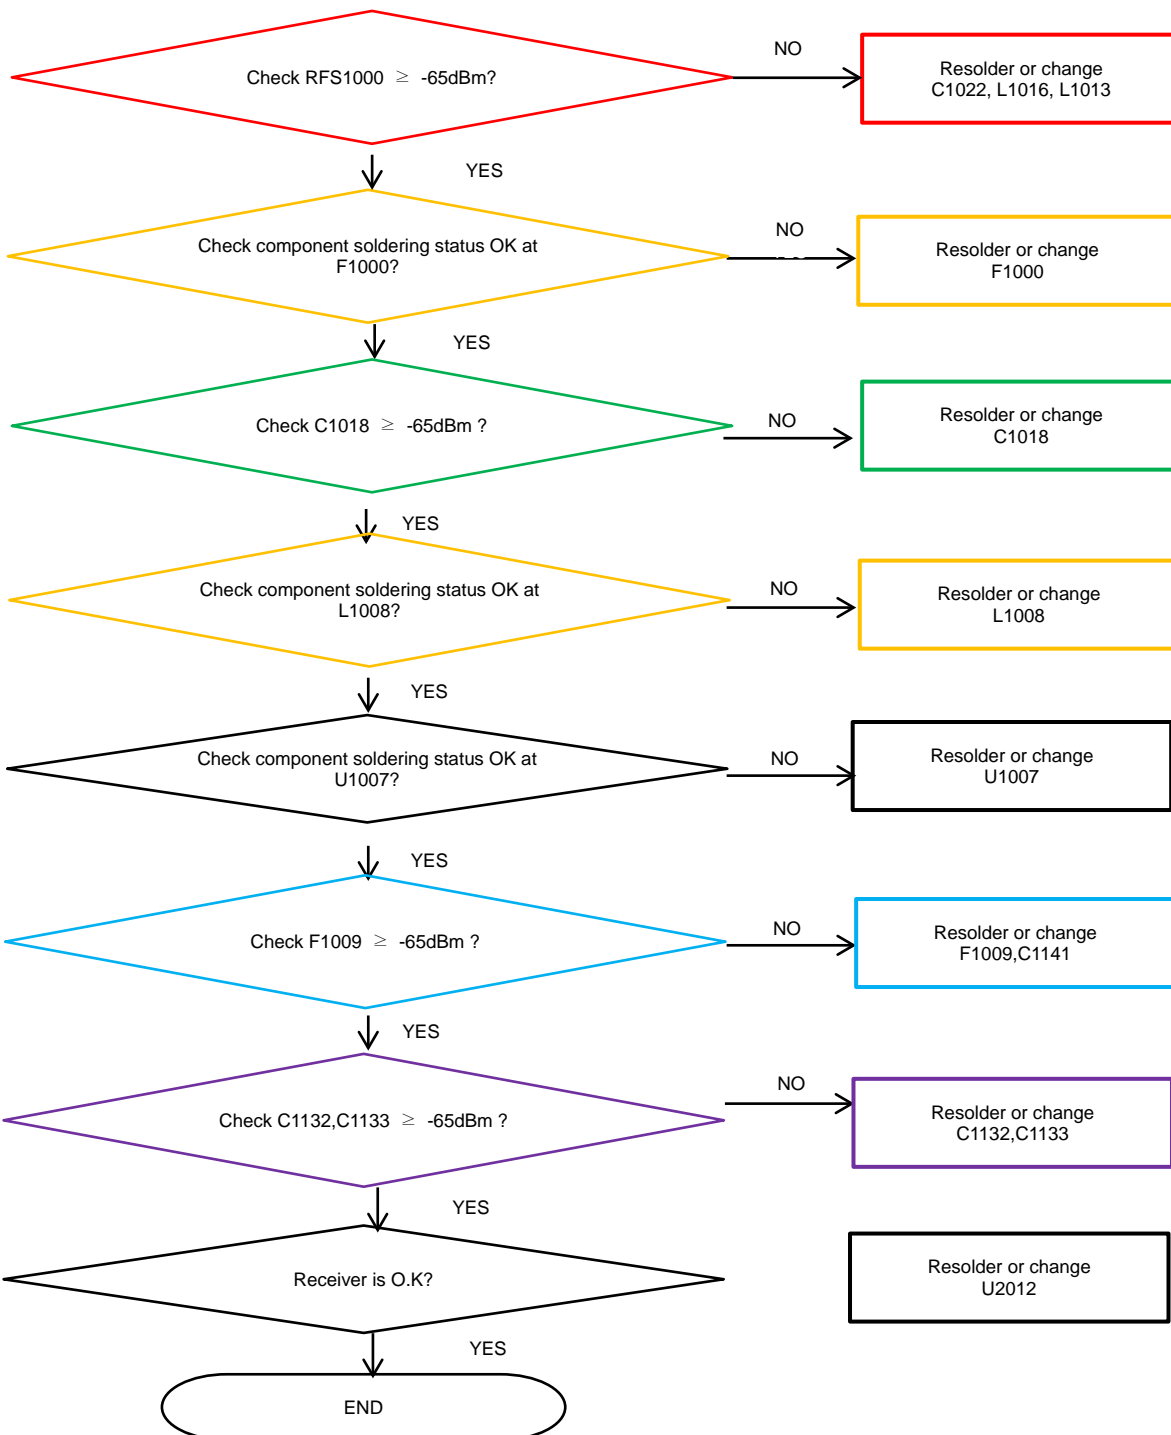 Check RFS1000 ≥ -65dBm?
NO
Resolder or change
C1022, L1016, L1013
YES
Check component soldering status OK at
F1000?
NO
Resolder or change
F1000
YES
Check C1018 ≥ -65dBm ?
NO
Resolder or change
C1018
YES
Check component soldering status OK at
L1008?
NO
Resolder or change
L1008
YES
Check component soldering status OK at
U1007?
NO
Resolder or change
U1007
YES
Check F1009 ≥ -65dBm ?
NO
Resolder or change
F1009,C1141
YES
Check C1132,C1133 ≥ -65dBm ?
NO
Resolder or change
C1132,C1133
YES
Receiver is O.K?
Resolder or change
U2012
YES
END